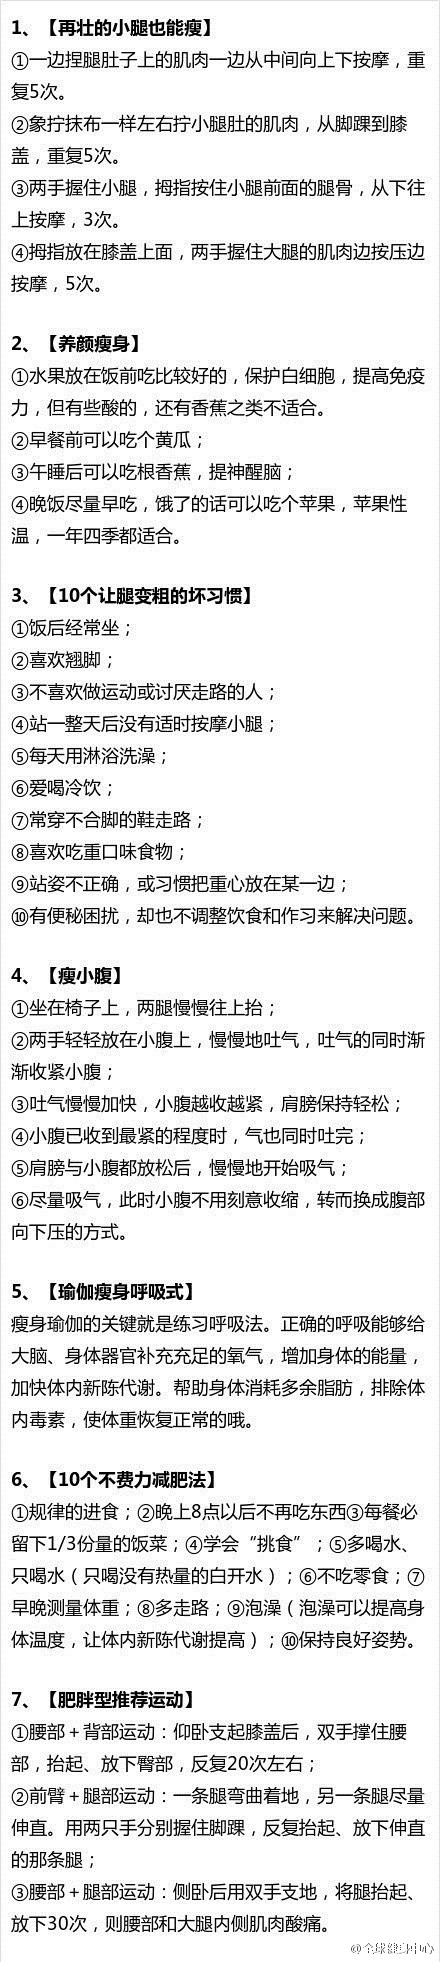 1、【再壮的小腿也能瘦】
①一边捏腿肚子上的肌肉一边从中间向上下按摩，重
复5次。
②象拧抹布一样左右拧小腿肚的肌肉，从脚踝到膝
盖，重复5次。
③两手握住小腿，拇指按住小腿前面的腿骨，从下往
上按摩，3次。
④拇指放在膝盖上面，两手握住大腿的肌肉边按压边
按摩，5次。
2、【养颜瘦身】
①水果放在饭前吃比较好的，保护白细胞，提高免疫
力，但有些酸的，还有香蕉之类不适合。
②早餐前可以吃个黄瓜；
③午睡后可以吃根香蕉，提神醒脑；
④晚饭尽量早吃，饿了的话可以吃个苹果，苹果性
温，一年四季都适合。
3、【10个让腿变粗的坏习惯】
①饭后经常坐；
②喜欢翘脚；
③不喜欢做运动或讨厌走路的人；
④站一整天后没有适时按摩小腿；
⑤每天用淋浴洗澡；
⑥爱喝冷饮；
⑦常穿不合脚的鞋走路；
⑧喜欢吃重口味食物；
⑨站姿不正确，或习惯把重心放在某一边；
⑩有便秘困扰，却也不调整饮食和作习来解决问题。
4、【瘦小腹】
①坐在椅子上，两腿慢慢往上抬；
②两手轻轻放在小腹上，慢慢地吐气，吐气的同时渐
渐收紧小腹；
③吐气慢慢加快，小腹越收越紧，肩膀保持轻松；
④小腹已收到最紧的程度时，气也同时吐完；
⑤肩膀与小腹都放松后，慢慢地开始吸气；
⑥尽量吸气，此时小腹不用刻意收缩，转而换成腹部
向下压的方式。
5、【瑜伽瘦身呼吸式】
瘦身瑜伽的关键就是练习呼吸法。正确的呼吸能够给
大脑、身体器官补充充足的氧气，增加身体的能量，
加快体内新陈代谢。帮助身体消耗多余脂肪，排除体
内毒素，使体重恢复正常的哦。
6、【10个不费力减肥法】
①规律的进食；②晚上8点以后不再吃东西③每餐必
留下1/3份量的饭菜；④学会“挑食”；⑤多喝水、
只喝水（只喝没有热量的白开水）；⑥不吃零食；⑦
早晚测量体重；⑧多走路；⑨泡澡（泡澡可以提高身
体温度，让体内新陈代谢提高）；⑩保持良好姿势。
7、【肥胖型推荐运动】
①腰部＋背部运动：仰卧支起膝盖后，双手撑住腰
部，抬起、放下臀部，反复20次左右；
②前臂＋腿部运动：一条腿弯曲着地，另一条腿尽量
伸直。用两只手分别握住脚踝，反复抬起、放下伸直
的那条腿；
③腰部＋腿部运动：侧卧后用双手支地，将腿抬起、
放下30次，则腰部和大腿内侧肌肉酸痛。